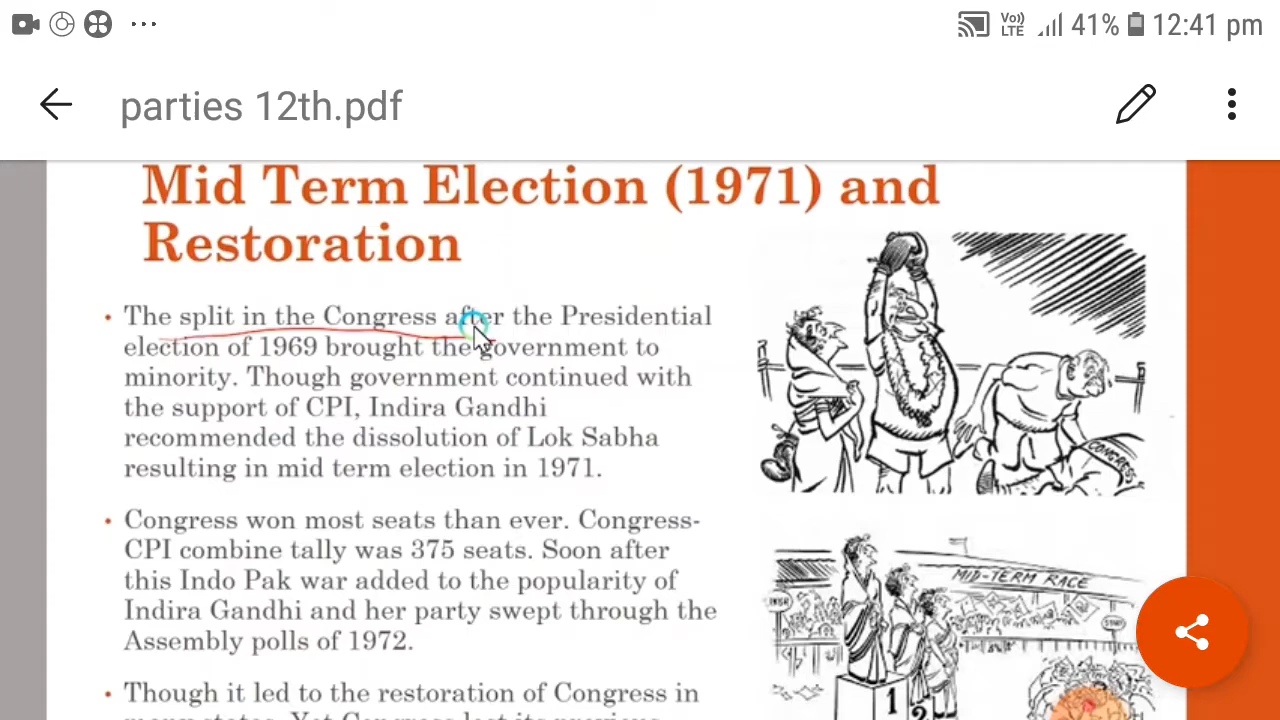 Vo)) LTE 41% 12:41 pm
parties 12th.pdf
Mid Term Election (1971) and
Restoration
• The split in the Congress after the Presidential
election of 1969 brought the government to
minority. Though government continued with
the support of CPI, Indira Gandhi
recommended the dissolution of Lok Sabha
resulting in mid term election in 1971.
• Congress won most seats than ever. Congress-
CPI combine tally was 375 seats. Soon after
this Indo Pak war added to the popularity of
Indira Gandhi and her party swept through the
Assembly polls of 1972.
• Though it led to the restoration of Congress in
CONGRESS
MID-TERM RACE
START
1
2